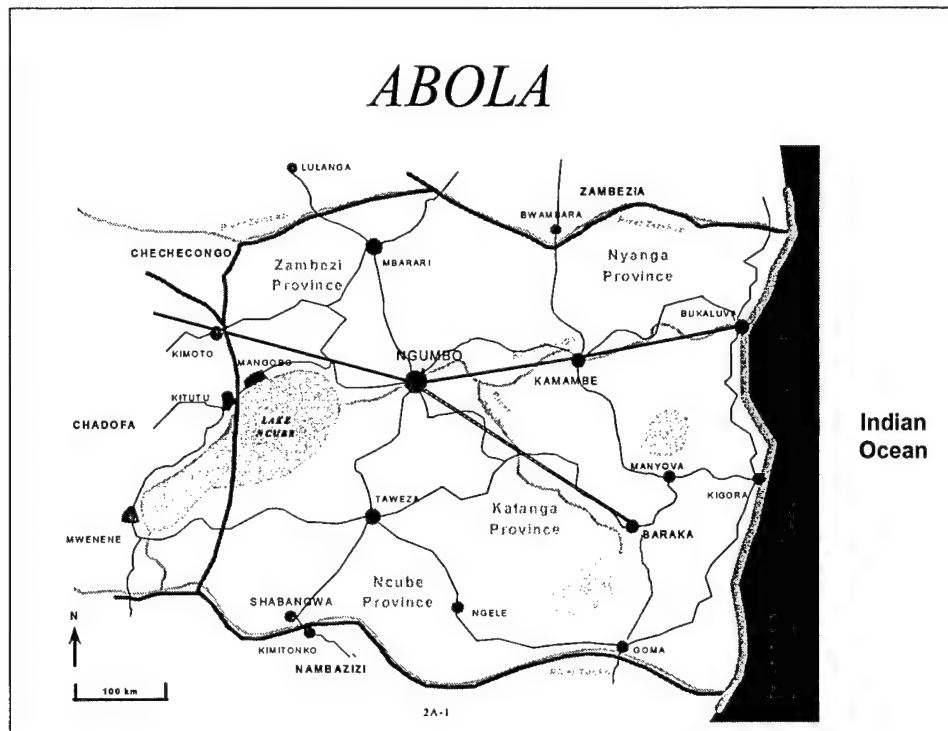 ABOLA
LULANGA
ZAMBEZIA
BWAMBARA
CHECHECONGO
MBARARI
Zambezi
Province
Nyanga
Province
BUKALUVA
KIMOTO
NGUMBO
MANGOBO
KAMAMBE
KITUTU
CHADOFA
LAKE
NCUBE
Indian
Ocean
MANYOVA
KIGORA
TAWEZA
Katanga
Province
MWENENE
BARAKA
Ncube
Province
SHABANGWA
NGELE
N
KIMITONKO
GOMA
NAMBAZIZI
River
100 km
2A-1